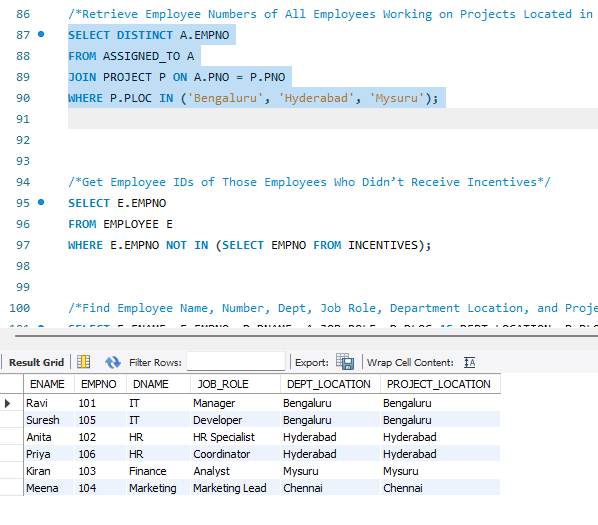 86 /*Retrieve Employee Numbers of All Employees Working on Projects Located in
87 SELECT DISTINCT A.EMPNO
88 FROM ASSIGNED_TO A
89 JOIN PROJECT P ON A.PNO = P.PNO
90 WHERE P.PLOC IN ('Bengaluru', 'Hyderabad', 'Mysuru');
91
92
93
94 /*Get Employee IDs of Those Employees Who Didn’t Receive Incentives*/
95 SELECT E.EMPNO
96 FROM EMPLOYEE E
97 WHERE E.EMPNO NOT IN (SELECT EMPNO FROM INCENTIVES);
98
99
100 /*Find Employee Name, Number, Dept, Job Role, Department Location, and Proje
Result Grid Filter Rows: Export: Wrap Cell Content: IA
ENAME EMPNO DNAME JOB_ROLE DEPT_LOCATION PROJECT_LOCATION
Ravi 101 IT Manager Bengaluru Bengaluru
Suresh 105 IT Developer Bengaluru Bengaluru
Anita 102 HR HR Specialist Hyderabad Hyderabad
Priya 106 HR Coordinator Hyderabad Hyderabad
Kiran 103 Finance Analyst Mysuru Mysuru
Meena 104 Marketing Marketing Lead Chennai Chennai